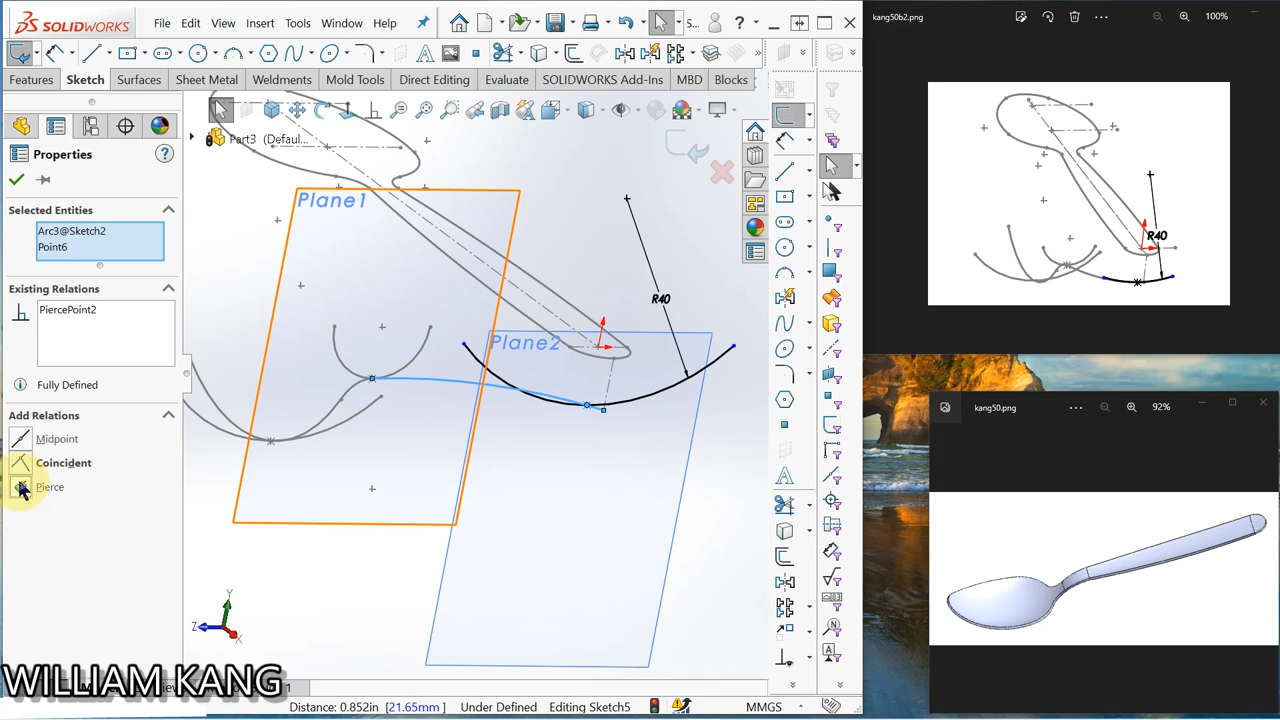 SOLIDWORKS File Edit View Insert Tools Window Help S... ?
Features Sketch Surfaces Sheet Metal Weldments Mold Tools Direct Editing Evaluate SOLIDWORKS Add-Ins MBD Blocks
Part3 (Defaul...
Properties
Selected Entities
Arc3@Sketch2
Point6
Existing Relations
PiercePoint2
Fully Defined
Add Relations
Midpoint
Coincident
Pierce
Plane1
Plane2
R40
Y
Z
X
WILLIAM KANG
Distance: 0.852in [21.65mm] Under Defined Editing Sketch5 MMGS
kang50b2.png 100%
R40
kang50.png 92%